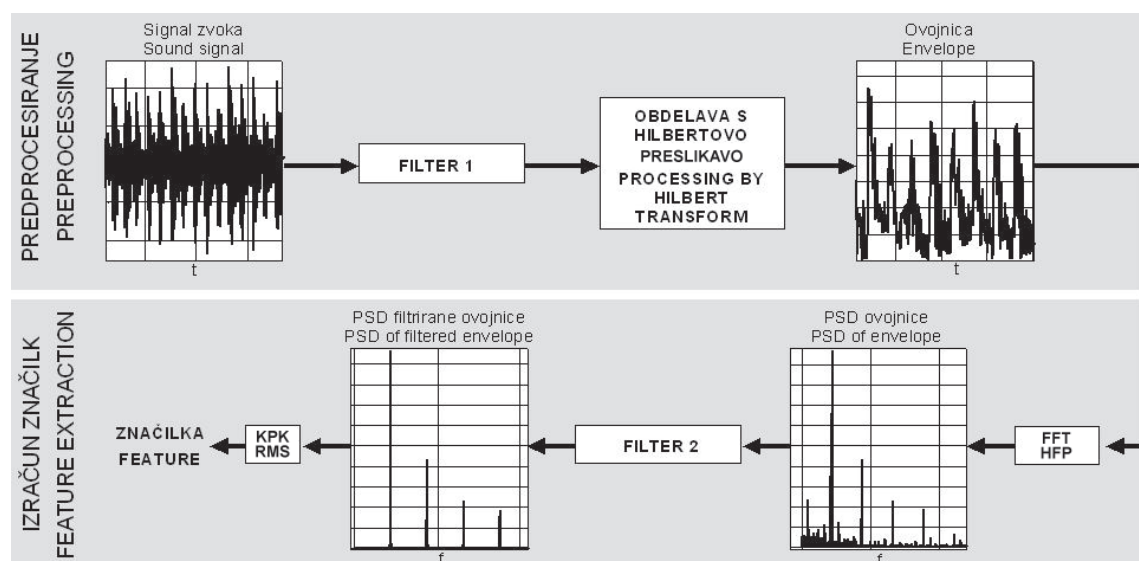 PREDPROCESIRANJE
PREPROCESSING
Signal zvoka
Sound signal
t
FILTER 1
OBDELAVA S
HILBERTOVO
PRESLIKAVO
PROCESSING BY
HILBERT
TRANSFORM
Ovojnica
Envelope
t
IZRAČUN ZNAČILK
FEATURE EXTRACTION
ZNAČILKA
FEATURE
KPK
RMS
PSD filtrirane ovojnice
PSD of filtered envelope
f
FILTER 2
PSD ovojnice
PSD of envelope
f
FFT
HFP